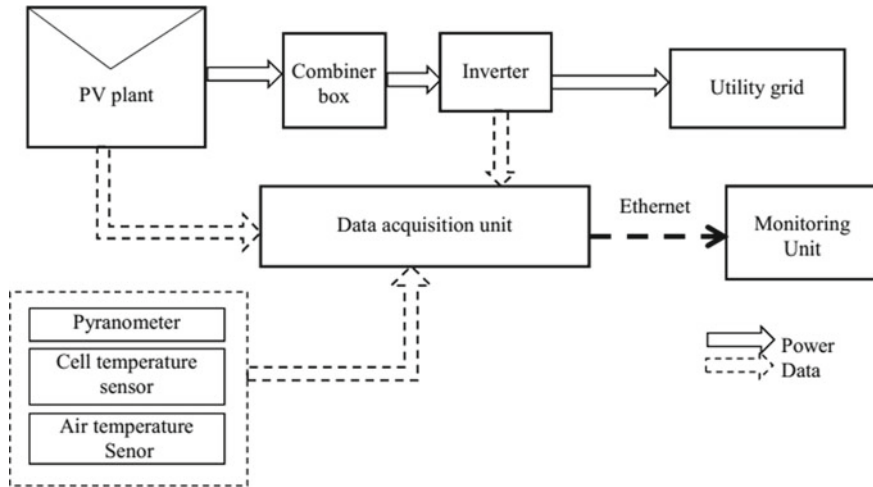 PV plant
Combiner
box
Inverter
Utility grid
Data acquisition unit
Ethernet
Monitoring
Unit
Pyranometer
Cell temperature
sensor
Air temperature
Senor
Power
Data